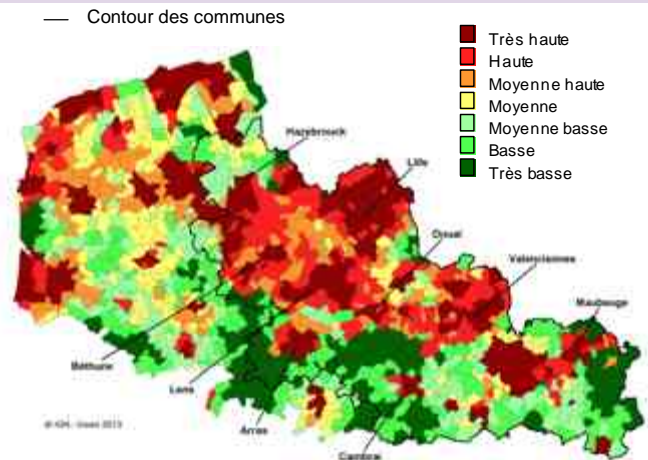 Contour des communes
Très haute
Haute
Moyenne haute
Moyenne
Moyenne basse
Basse
Très basse
Hazebrouck
Lille
Douai
Valenciennes
Maubeuge
Béthune
Lens
Arras
Cambrai